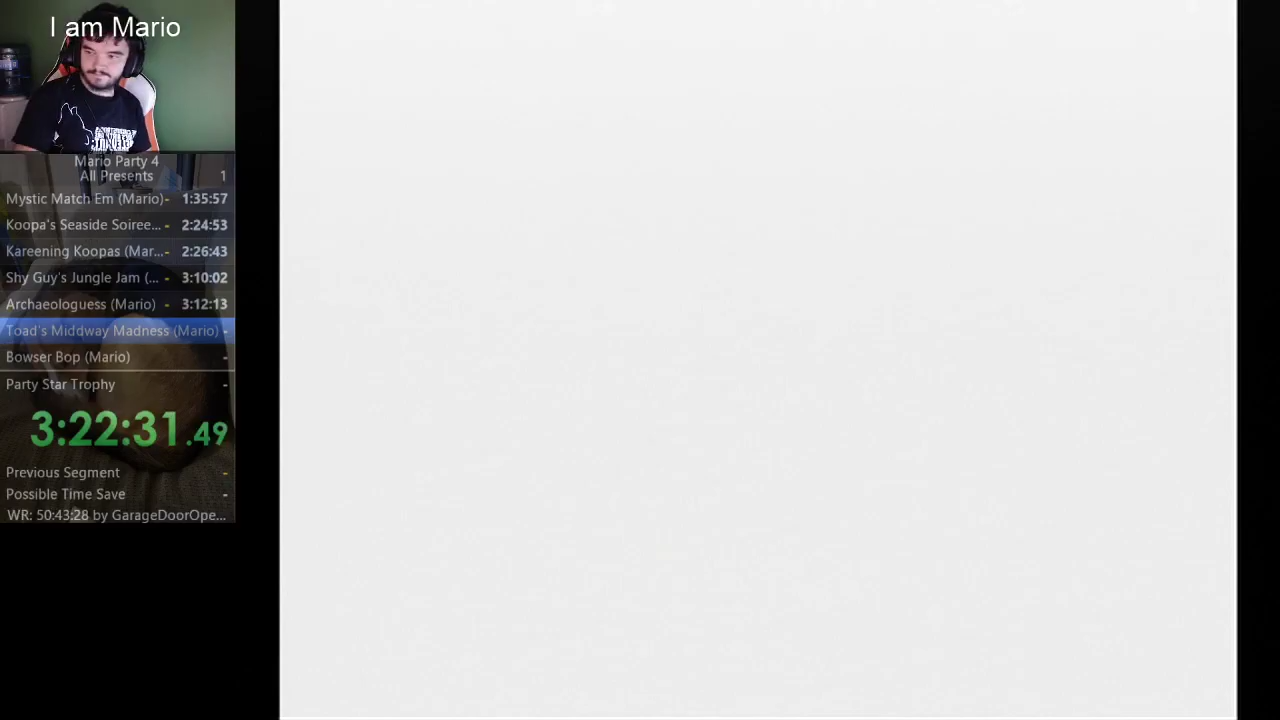 I am Mario
Mario Party 4
All Presents 1
Mystic Match Em (Mario) - 1:35:57
Koopa's Seaside Soiree... - 2:24:53
Kareening Koopas (Mar... - 2:26:43
Shy Guy's Jungle Jam (... - 3:10:02
Archaeologuess (Mario) - 3:12:13
Toad's Middway Madness (Mario) -
Bowser Bop (Mario) -
Party Star Trophy -
3:22:31.49
Previous Segment -
Possible Time Save -
WR: 50:43:28 by GarageDoorOpe...